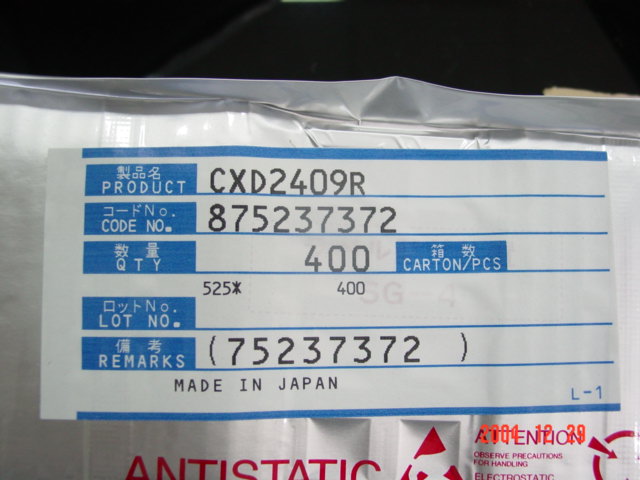 製品名
PRODUCT CXD2409R
コードNo.
CODE NO. 875237372
数量 箱数
QTY 400 CARTON/PCS
525* 400
ロットNo.
LOT NO.
備考
REMARKS (75237372 )
MADE IN JAPAN
L-1
ATTENTION
2004 12 29
OBSERVE PRECAUTIONS
FOR HANDLING
ANTISTATIC
ELECTROSTATIC